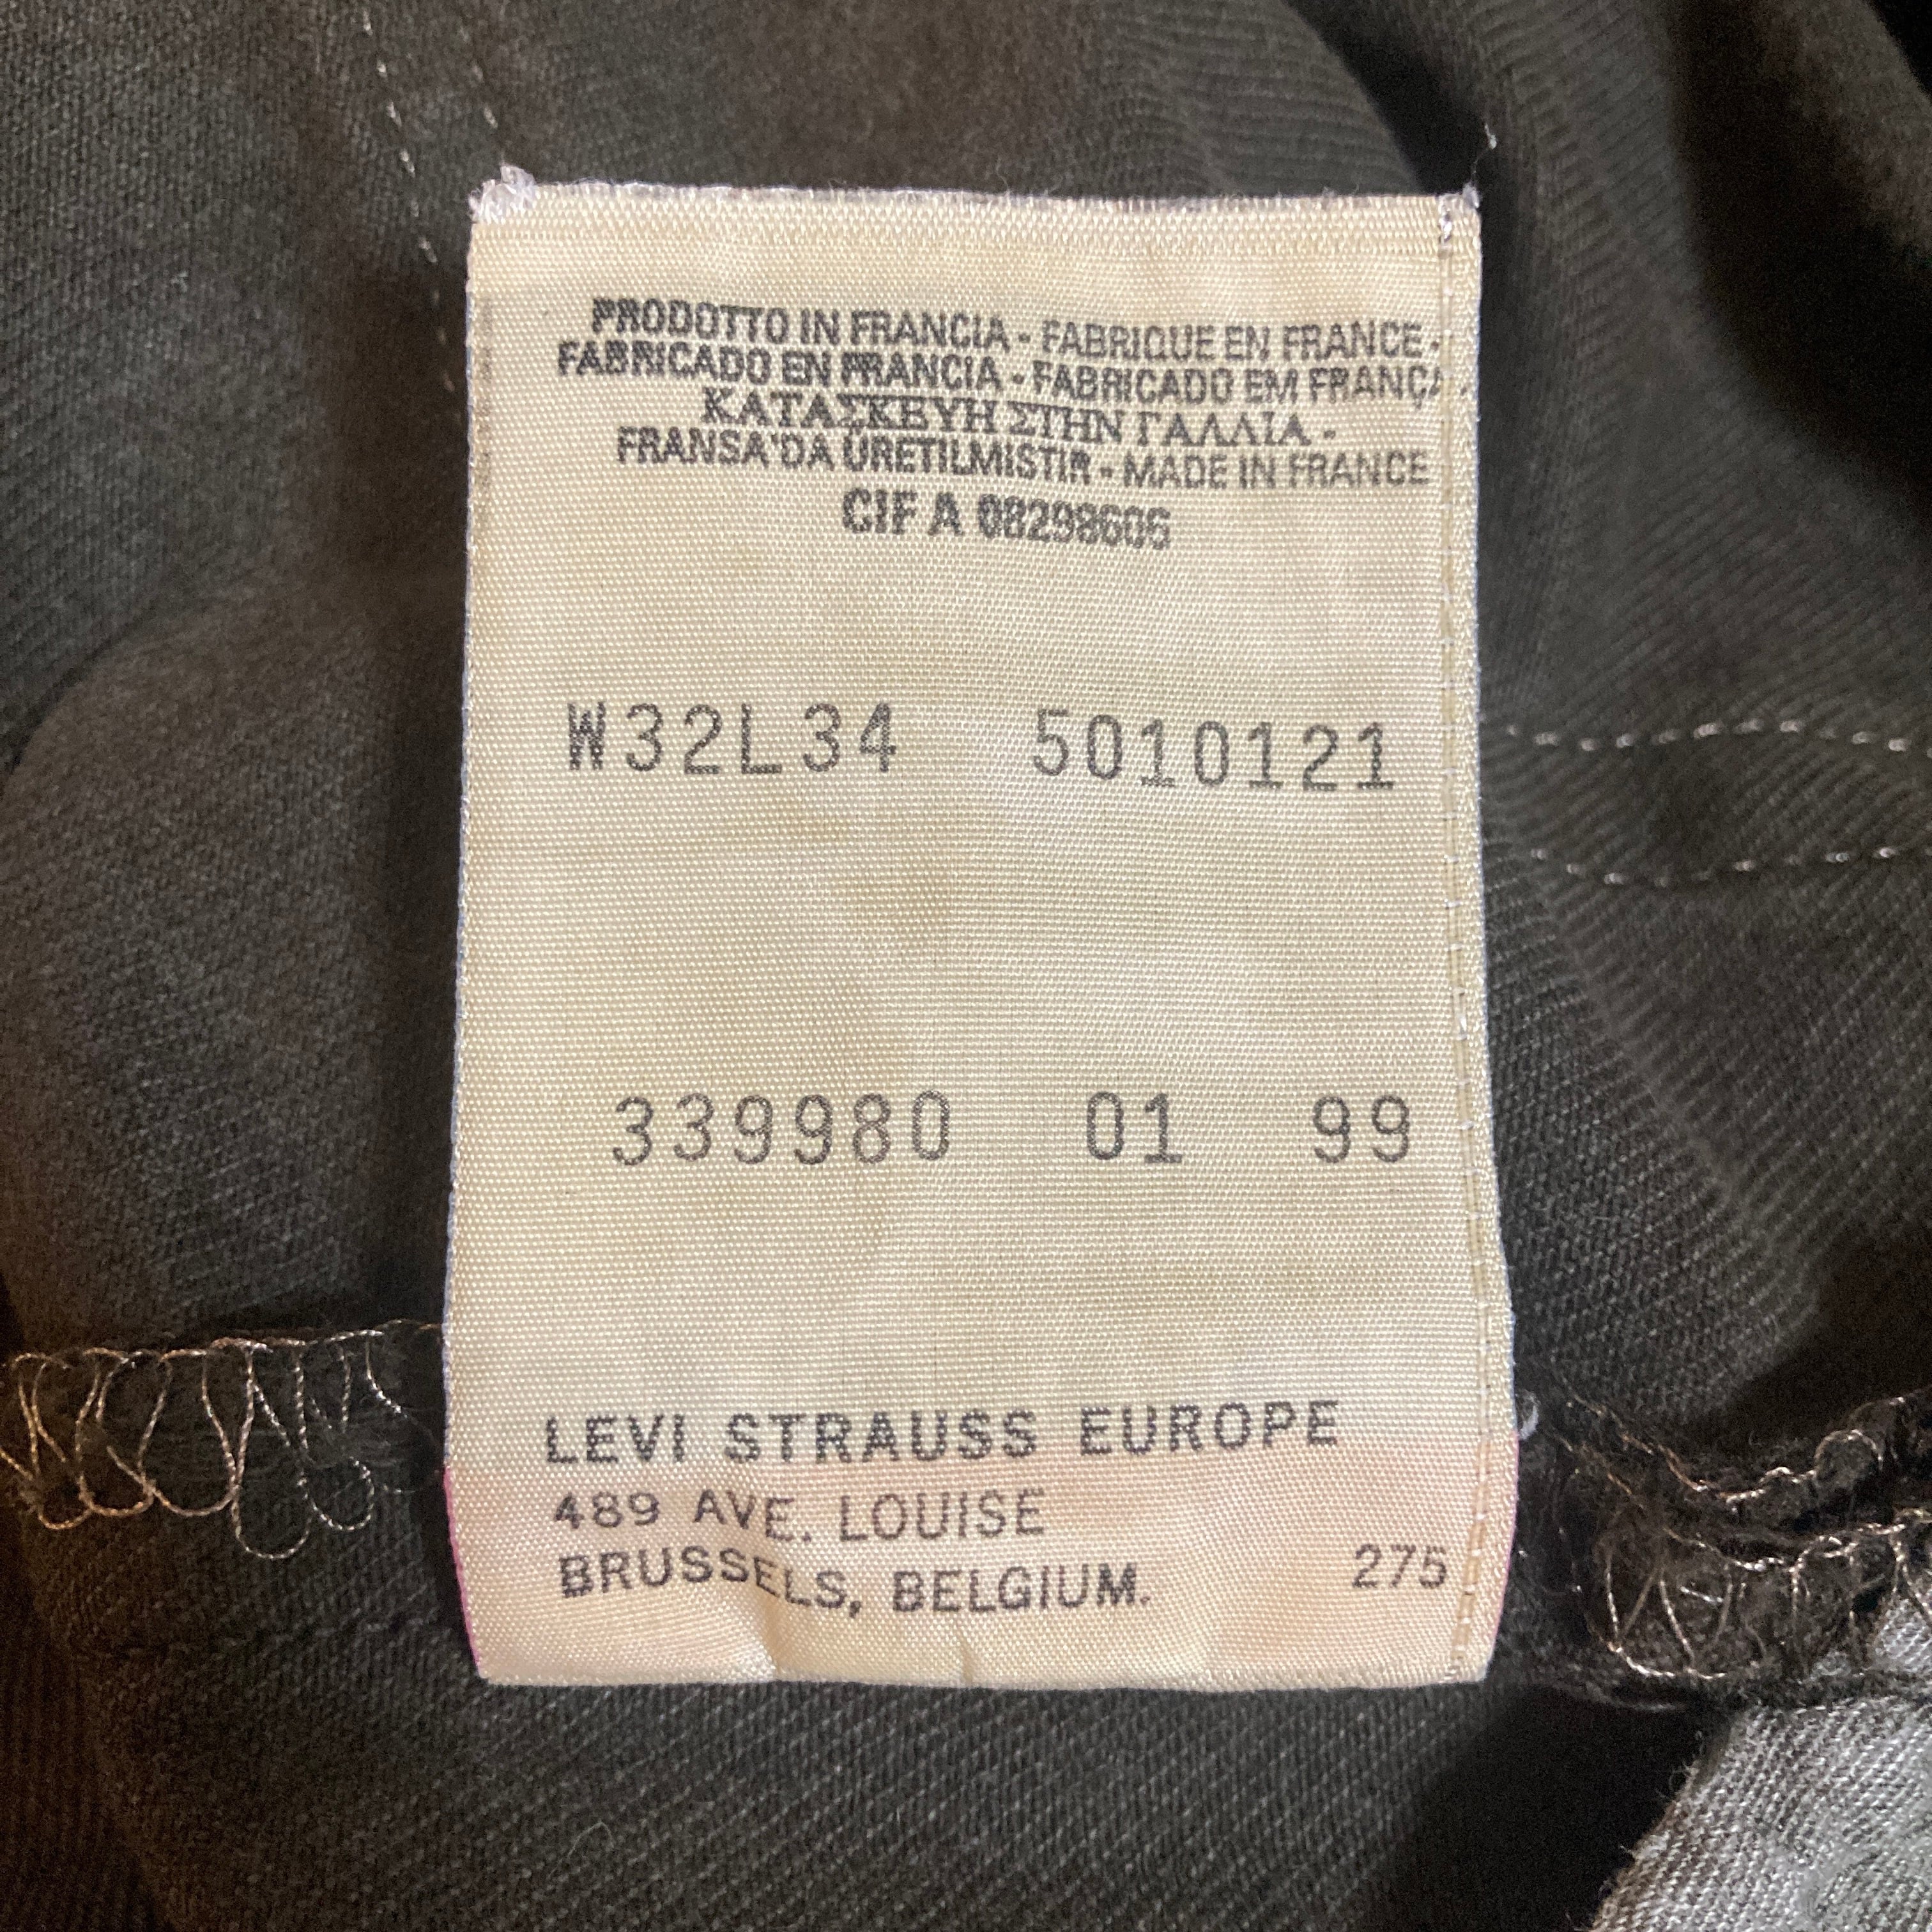 PRODOTTO IN FRANCIA - FABRIQUE EN FRANCE -
FABRICADO EN FRANCIA - FABRICADO EM FRANÇA -
ΚΑΤΑΣΚΕΥΗ ΣΤΗΝ ΓΑΛΛΙΑ -
FRANSA'DA ÜRETILMISTIR - MADE IN FRANCE
CIF A 08298606
W32L34 5010121
339980 01 99
LEVI STRAUSS EUROPE
489 AVE. LOUISE
BRUSSELS, BELGIUM. 275